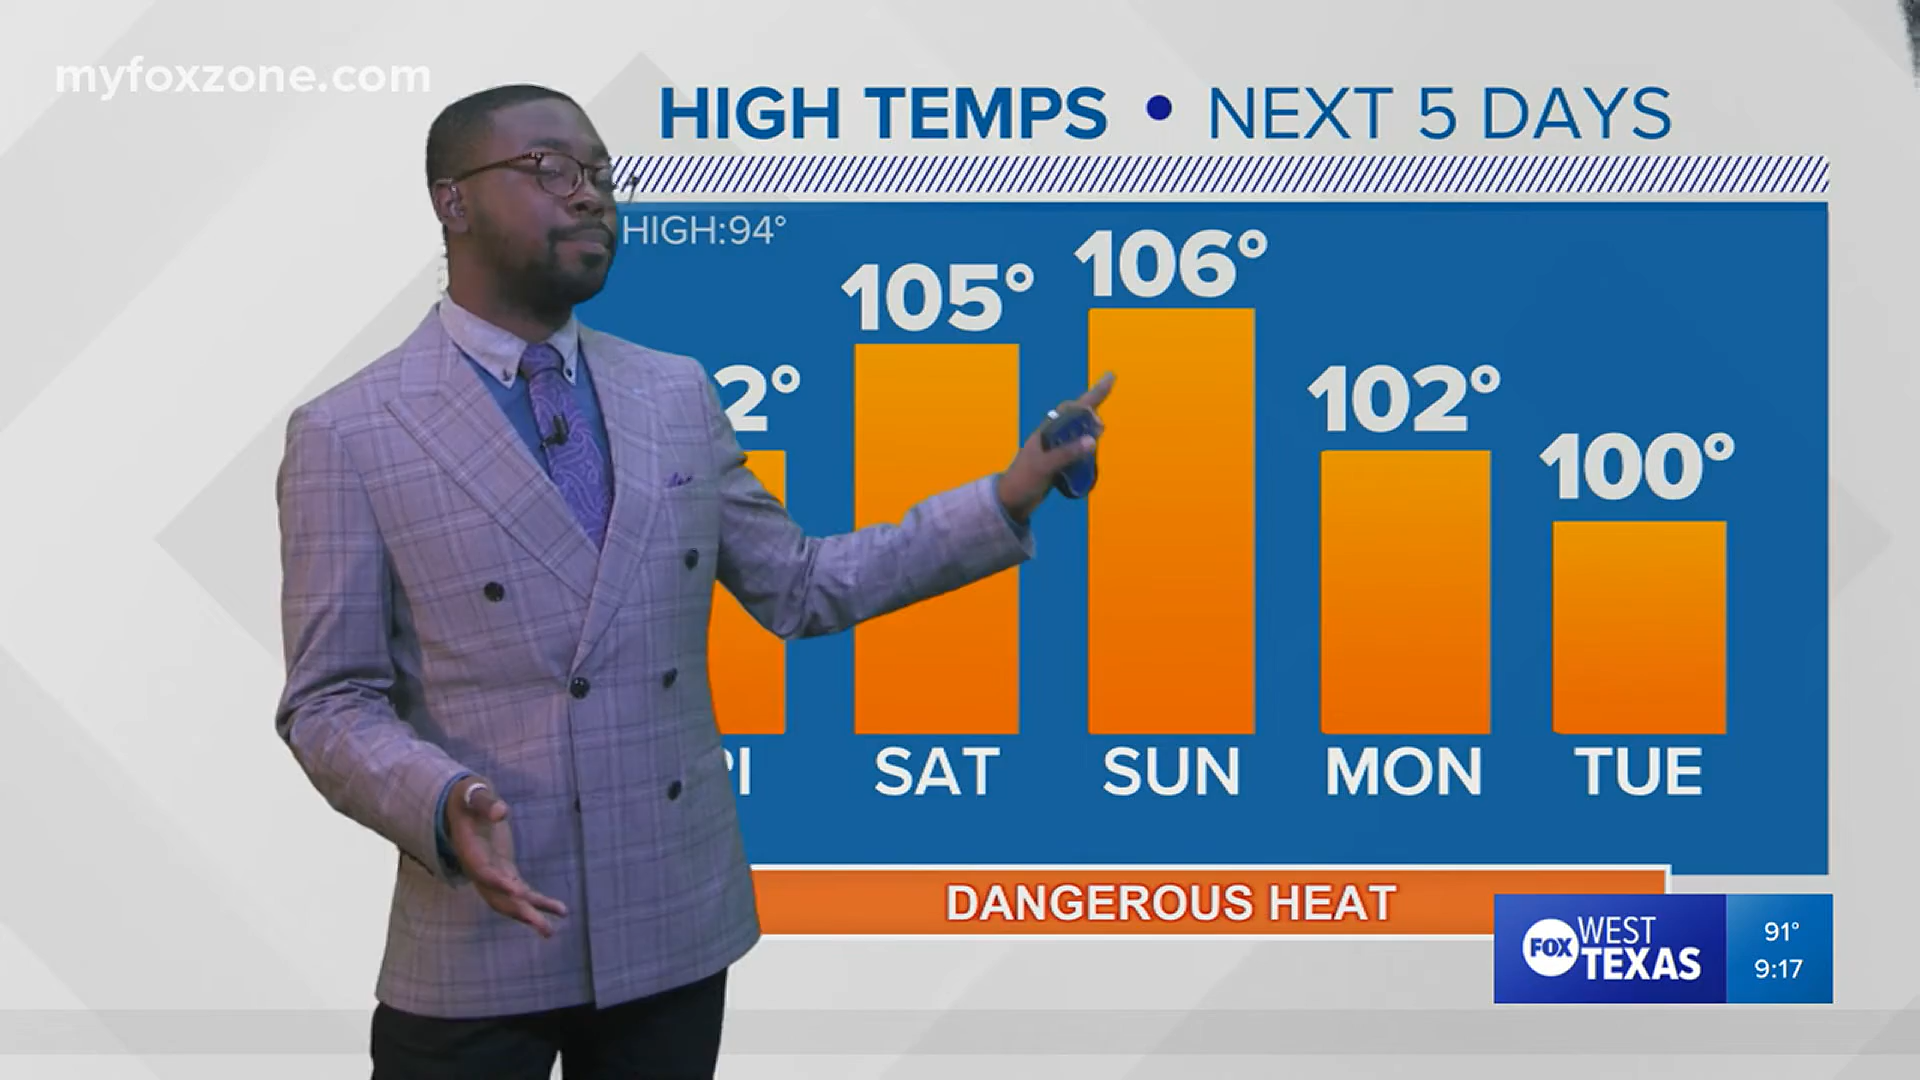 myfoxzone.com
HIGH TEMPS • NEXT 5 DAYS
HIGH:94°
2° 105° 106° 102° 100°
SAT SUN MON TUE
DANGEROUS HEAT
FOX WEST TEXAS
91°
9:17